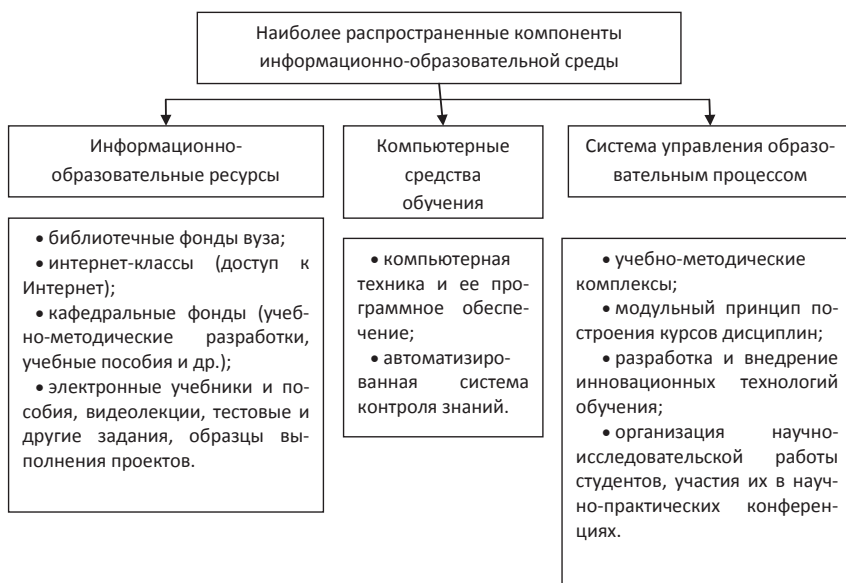 Наиболее распространенные компоненты
информационно-образовательной среды
Информационно-
образовательные ресурсы
Компьютерные
средства
обучения
Система управления образо-
вательным процессом
• библиотечные фонды вуза;
• интернет-классы (доступ к
Интернет);
• кафедральные фонды (учеб-
но-методические разработки,
учебные пособия и др.);
• электронные учебники и по-
собия, видеолекции, тестовые и
другие задания, образцы вы-
полнения проектов.
• компьютерная
техника и ее про-
граммное обеспе-
чение;
• автоматизиро-
ванная система
контроля знаний.
• учебно-методические
комплексы;
• модульный принцип по-
строения курсов дисциплин;
• разработка и внедрение
инновационных технологий
обучения;
• организация научно-
исследовательской работы
студентов, участия их в науч-
но-практических конферен-
циях.